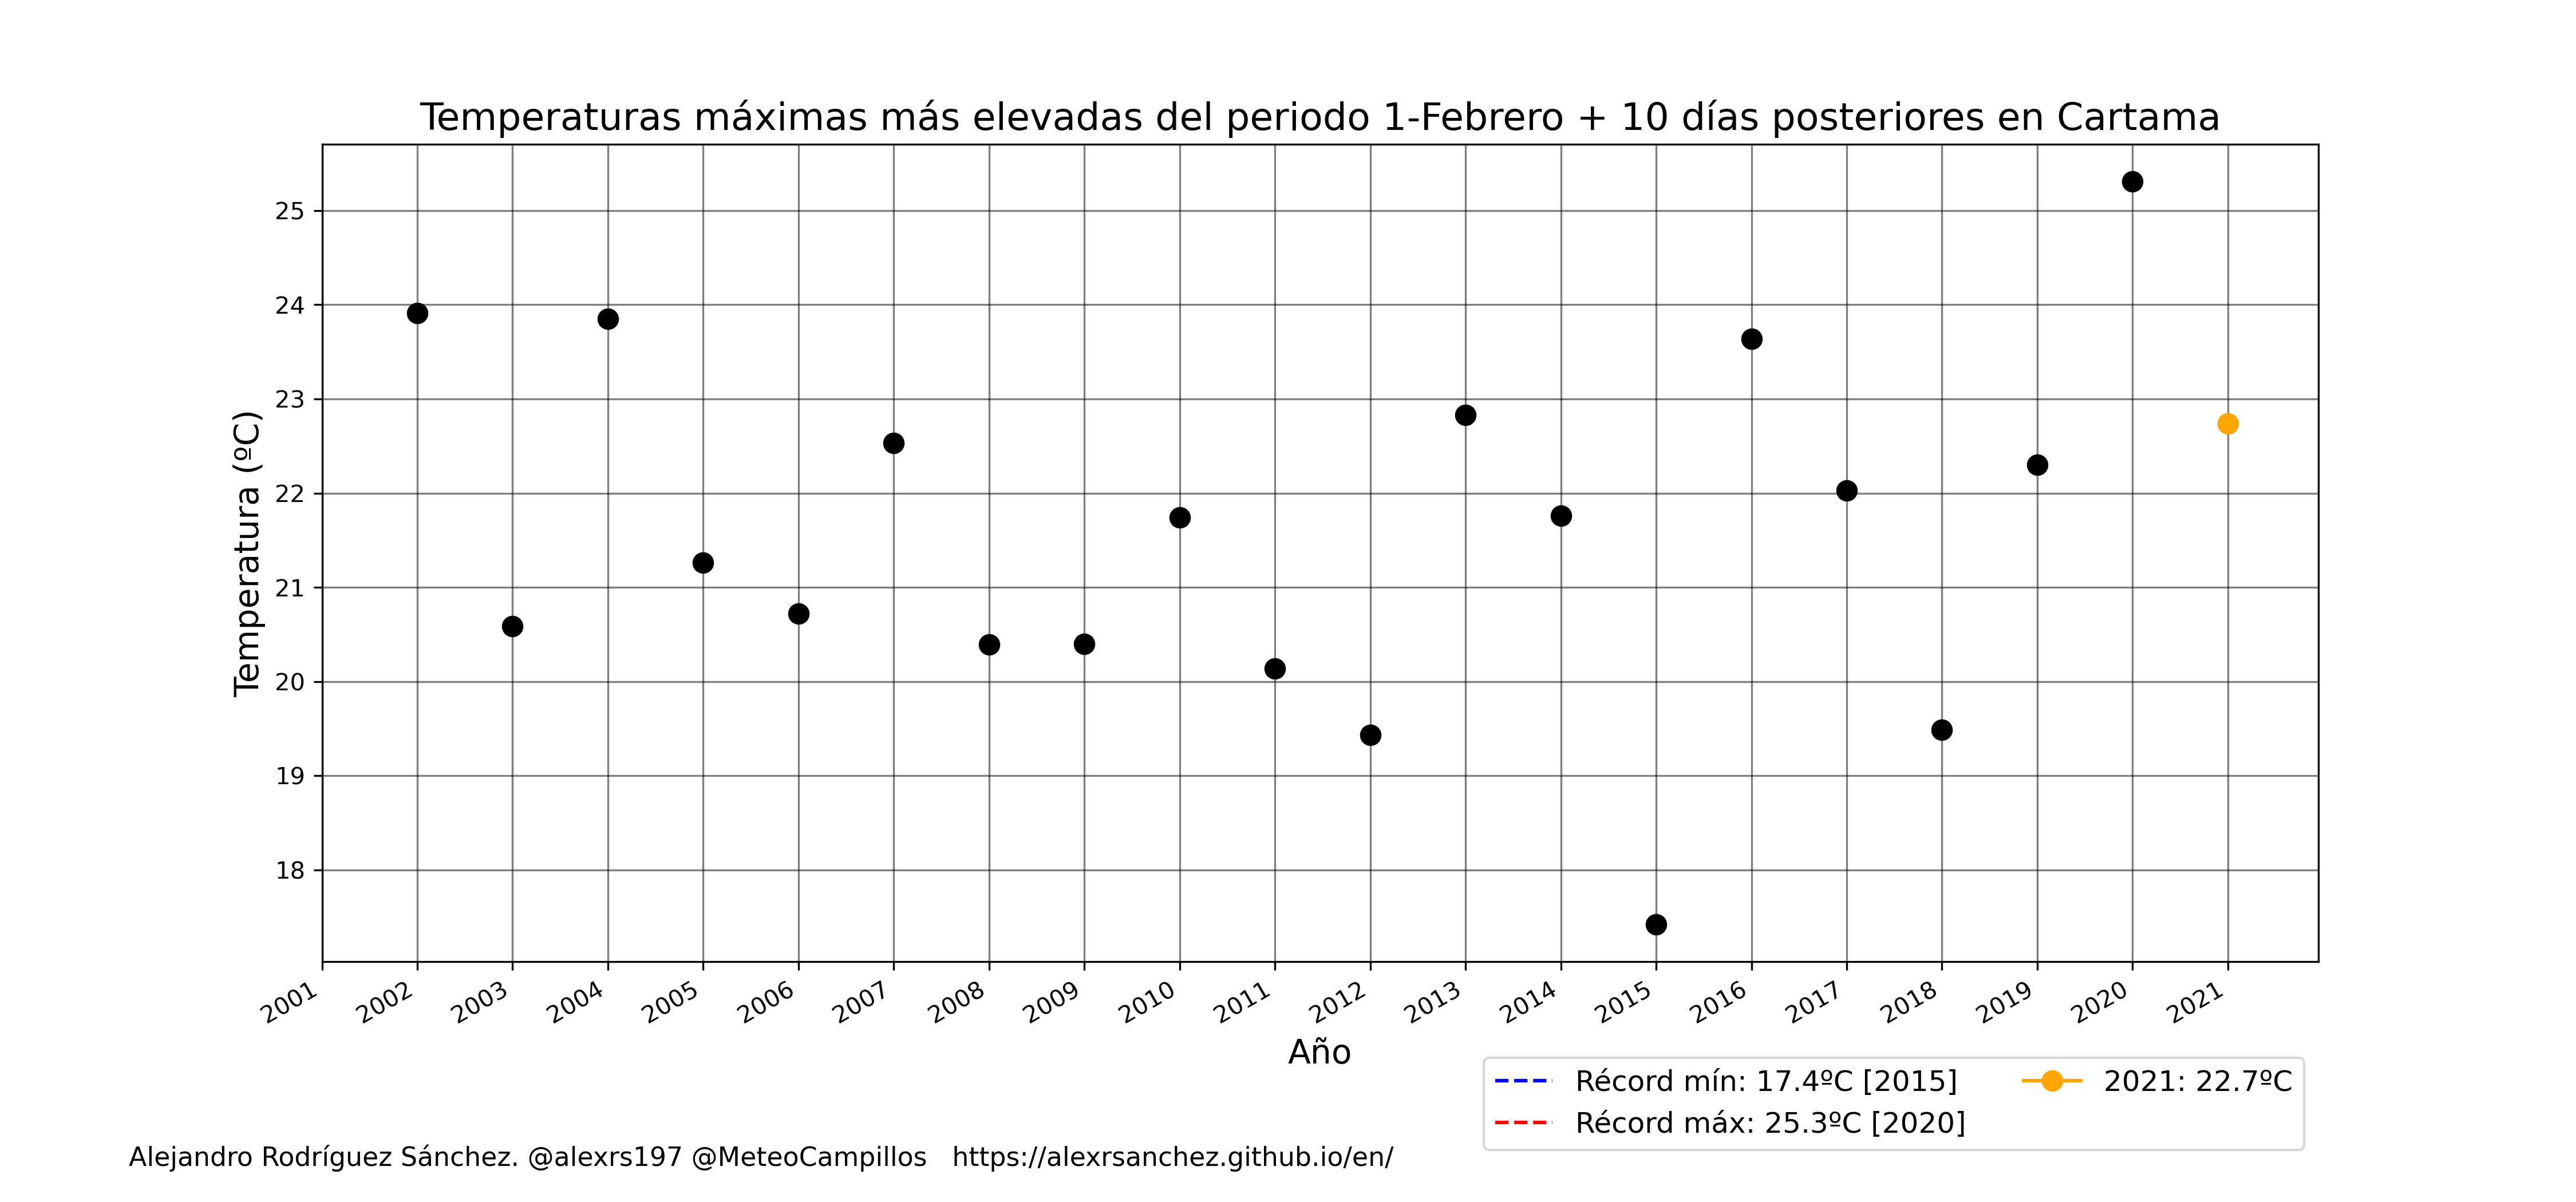 Temperaturas máximas más elevadas del periodo 1-Febrero + 10 días posteriores en Cartama
Temperatura (ºC)
25
24
23
22
21
20
19
18
2001 2002 2003 2004 2005 2006 2007 2008 2009 2010 2011 2012 2013 2014 2015 2016 2017 2018 2019 2020 2021
Año
Récord mín: 17.4ºC [2015]
Récord máx: 25.3ºC [2020]
2021: 22.7ºC
Alejandro Rodríguez Sánchez. @alexrs197 @MeteoCampillos https://alexrsanchez.github.io/en/